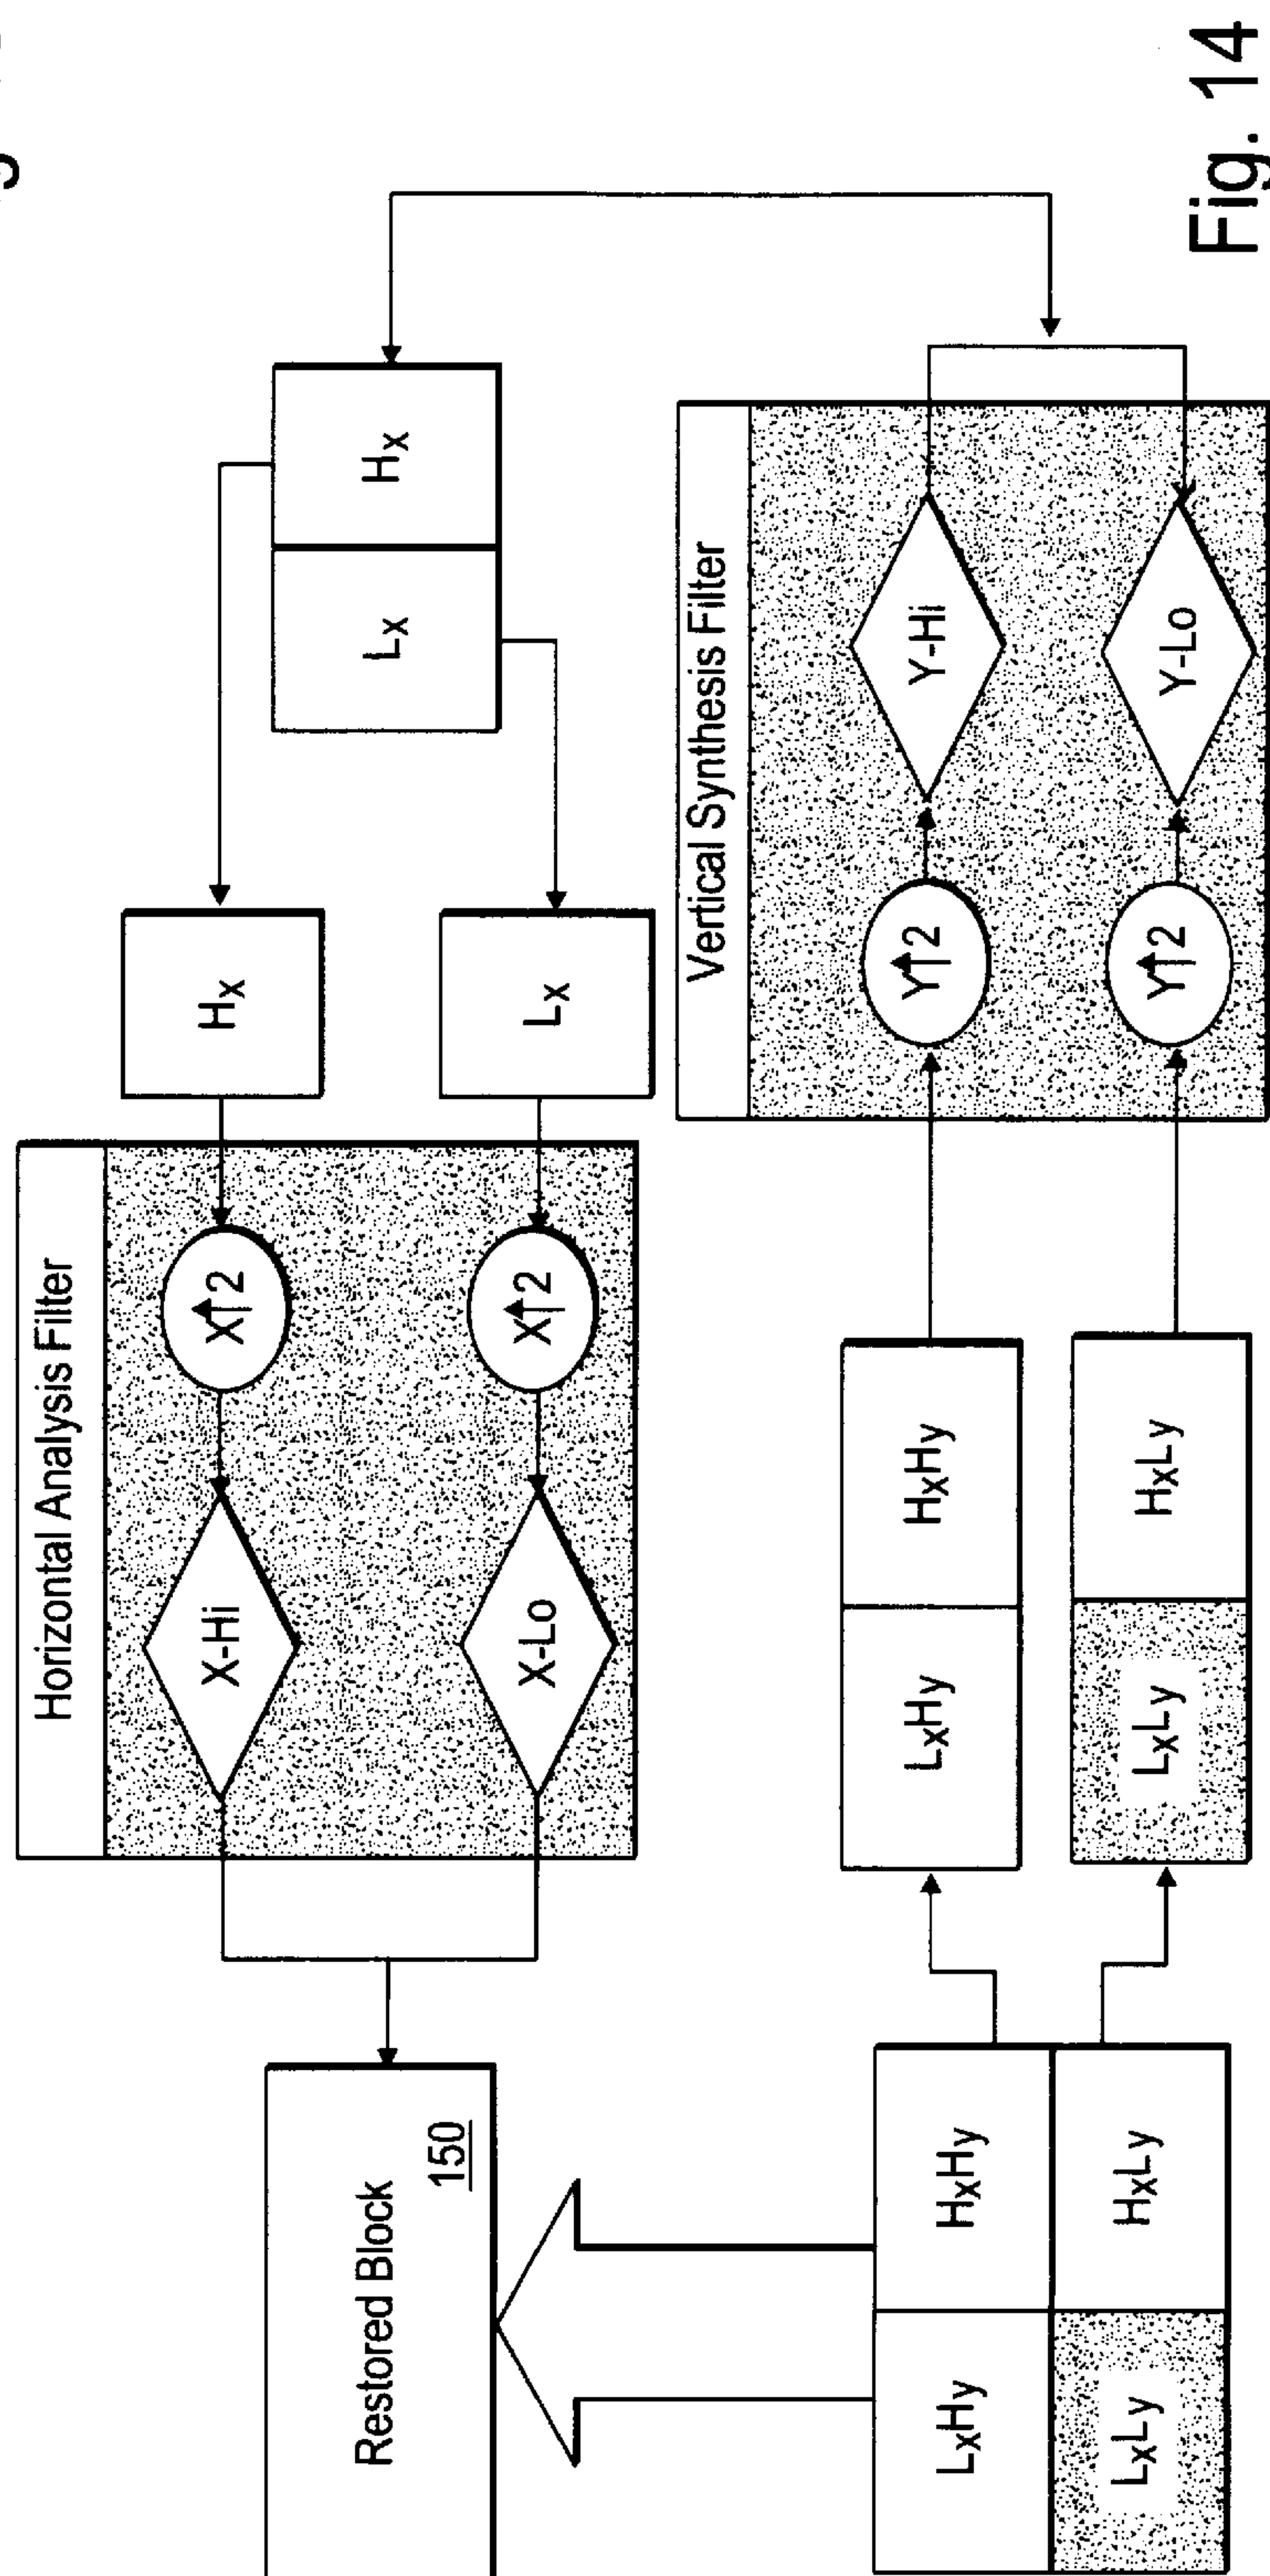 Restored Block
150
Horizontal Analysis Filter
X-Hi
X↑2
X-Lo
X↑2
Hx
Lx
Lx Hx
LxHy HxHy
LxLy HxLy
LxHy HxHy
LxLy HxLy
Vertical Synthesis Filter
Y↑2
Y-Hi
Y↑2
Y-Lo
Fig. 14